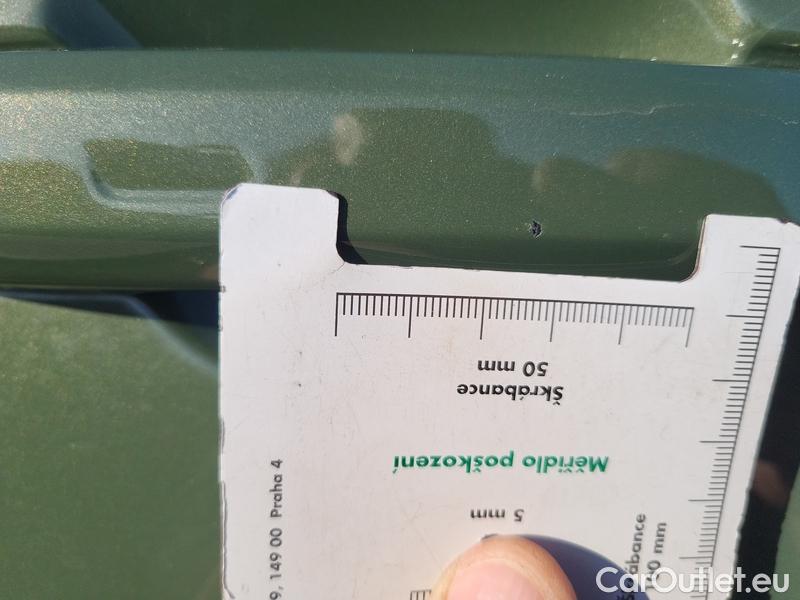 50 mm
Škrábance
Měřidlo poškození
5 mm
9, 149 00 Praha 4
CarOutlet.eu